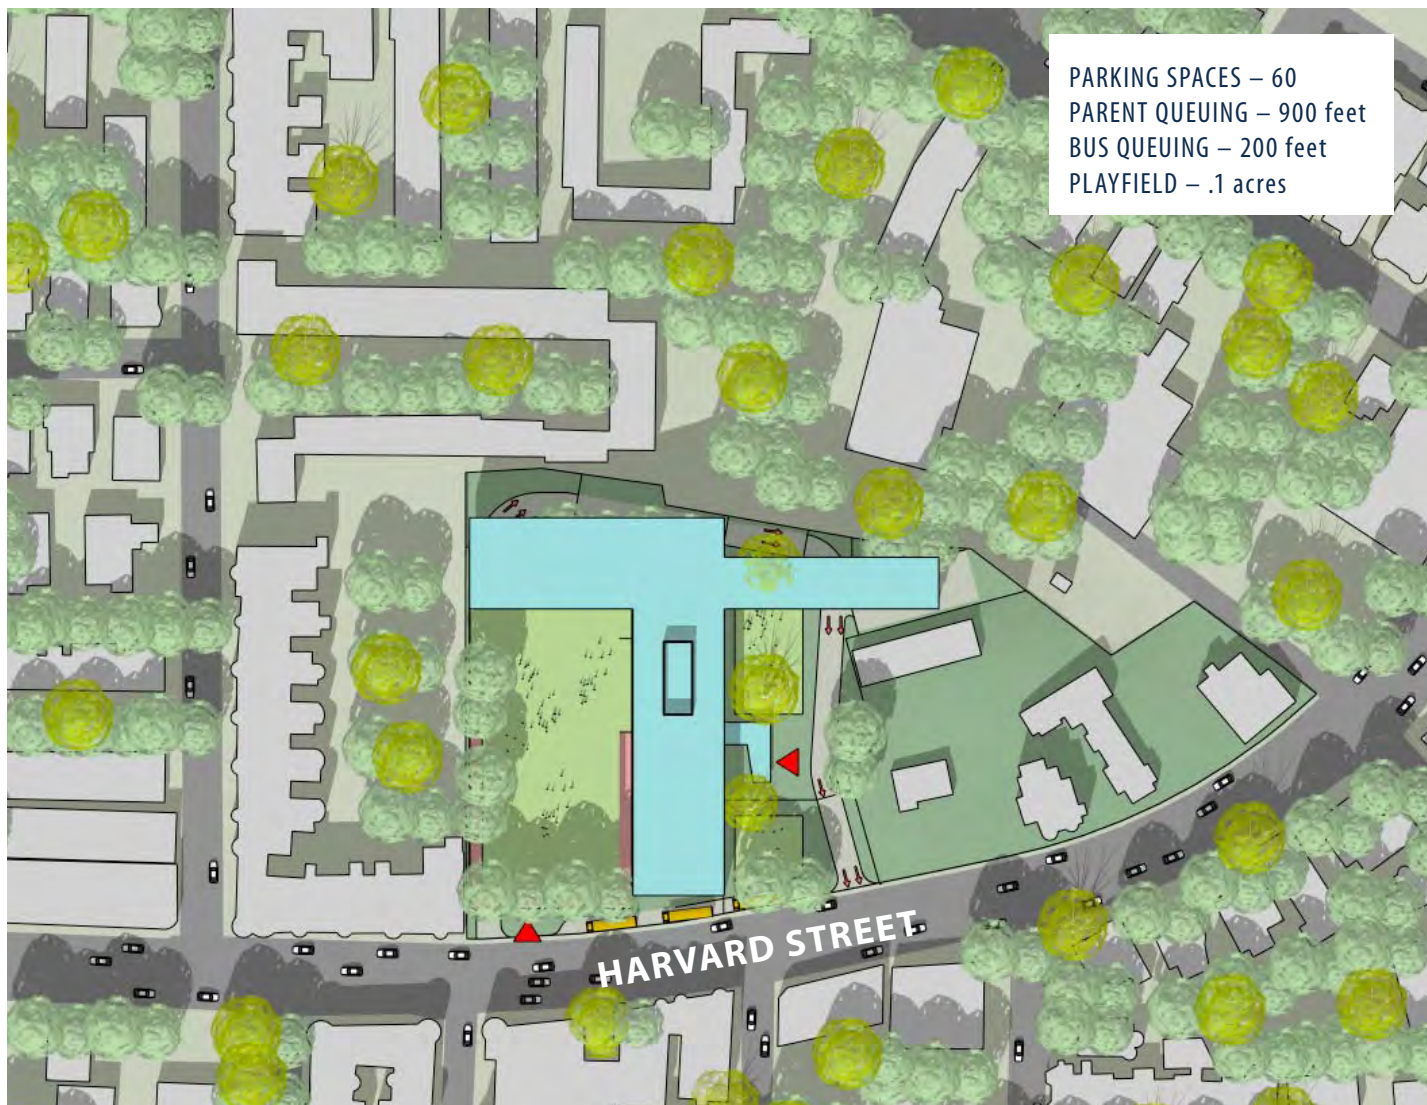 PARKING SPACES – 60
PARENT QUEUING – 900 feet
BUS QUEUING – 200 feet
PLAYFIELD – .1 acres
HARVARD STREET